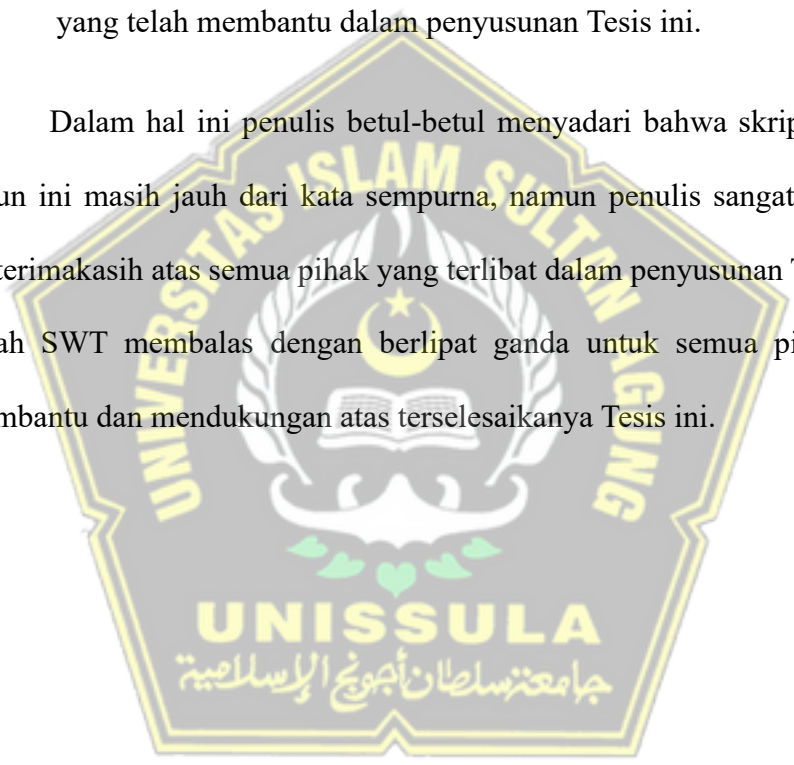 yang telah membantu dalam penyusunan Tesis ini.
Dalam hal ini penulis betul-betul menyadari bahwa skrip
un ini masih jauh dari kata sempurna, namun penulis sangat
terimakasih atas semua pihak yang terlibat dalam penyusunan T
ah SWT membalas dengan berlipat ganda untuk semua pi
mbantu dan mendukungan atas terselesaikanya Tesis ini.
UNIVERSITAS ISLAM SULTAN AGUNG
UNISSULA
جامعة سلطان أجونج الإسلامية